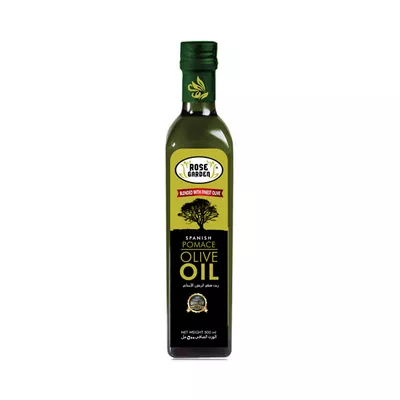 ROSE
GARDEN
BLENDED WITH FINEST OLIVE
SPANISH
POMACE
OLIVE
OIL
NET WEIGHT 500 ml